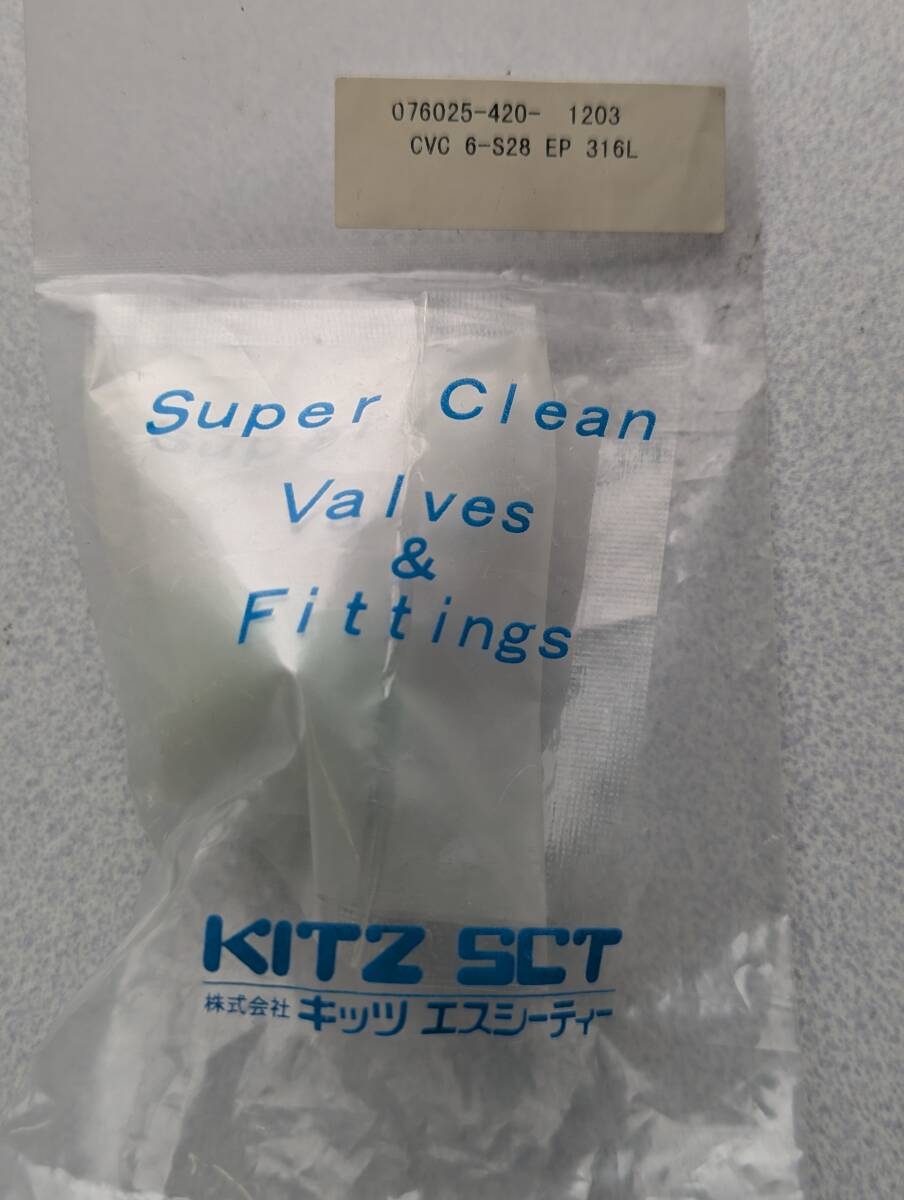 076025-420- 1203
CVC 6-S28 EP 316L
Super Clean
Valves
&
Fittings
KITZ SCT
株式会社 キッツ エスシーティー